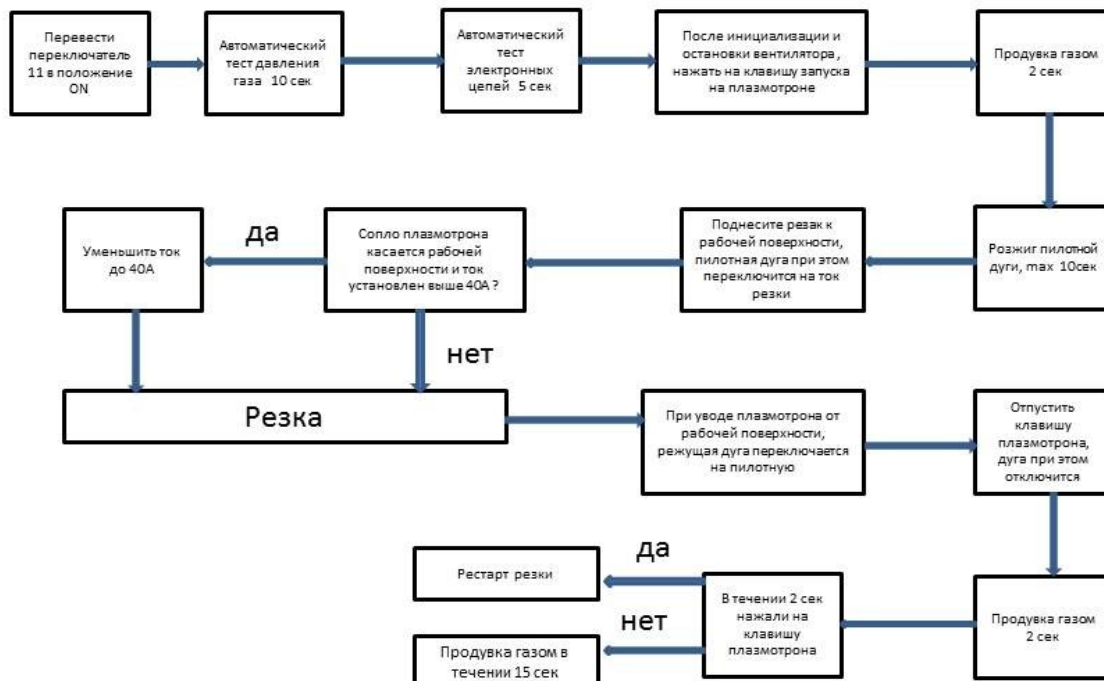 Перевести
переключатель
11 в положение
ON
Автоматический
тест давления
газа 10 сек
Автоматический
тест
электронных
цепей 5 сек
После инициализации и
остановки вентилятора,
нажать на клавишу запуска
на плазмотроне
Продувка газом
2 сек
Розжиг пилотной
дуги, max 10сек
Поднесите резак к
рабочей поверхности,
пилотная дуга при этом
переключится на ток
резки
Сопло плазмотрона
касается рабочей
поверхности и ток
установлен выше 40А ?
да
Уменьшить ток
до 40А
нет
Резка
При уводе плазмотрона от
рабочей поверхности,
режущая дуга переключается
на пилотную
Отпустить
клавишу
плазмотрона,
дуга при этом
отключится
Продувка газом
2 сек
В течении 2 сек
нажали на
клавишу
плазмотрона
да
Рестарт резки
нет
Продувка газом в
течении 15 сек